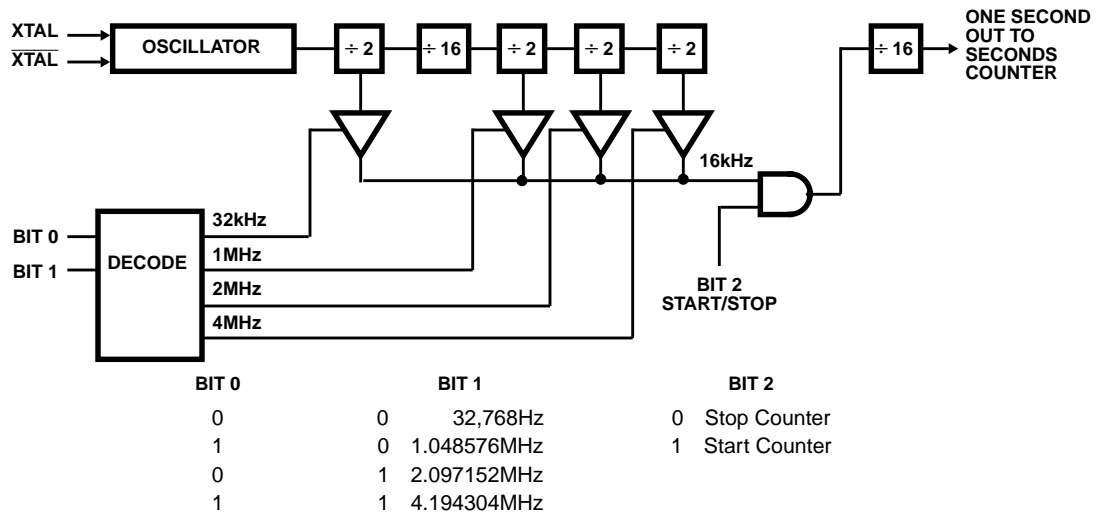 XTAL
XTAL
OSCILLATOR
÷ 2
÷ 16
÷ 2
÷ 2
÷ 2
÷ 16
ONE SECOND
OUT TO
SECONDS
COUNTER
16kHz
BIT 0
BIT 1
DECODE
32kHz
1MHz
2MHz
4MHz
BIT 2
START/STOP
BIT 0 BIT 1 BIT 2
0 0 32,768Hz 0 Stop Counter
1 0 1.048576MHz 1 Start Counter
0 1 2.097152MHz
1 1 4.194304MHz